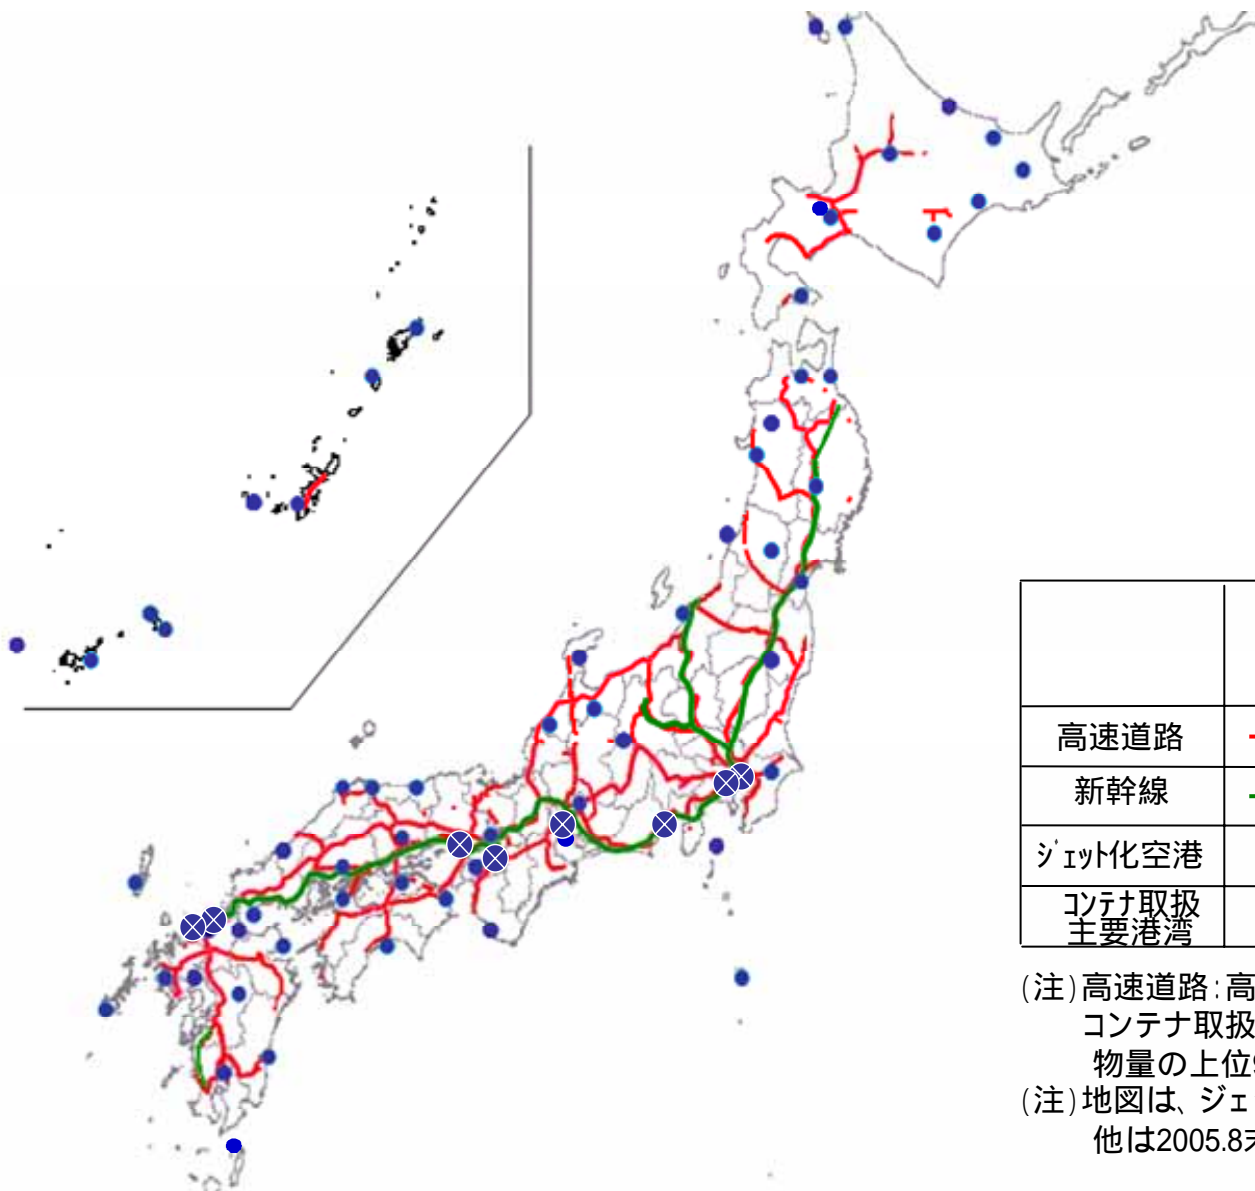 高速道路
新幹線
ジェット化空港
コンテナ取扱
主要港湾
(注)高速道路:高
コンテナ取扱
物量の上位
(注)地図は、ジェ
他は2005.8